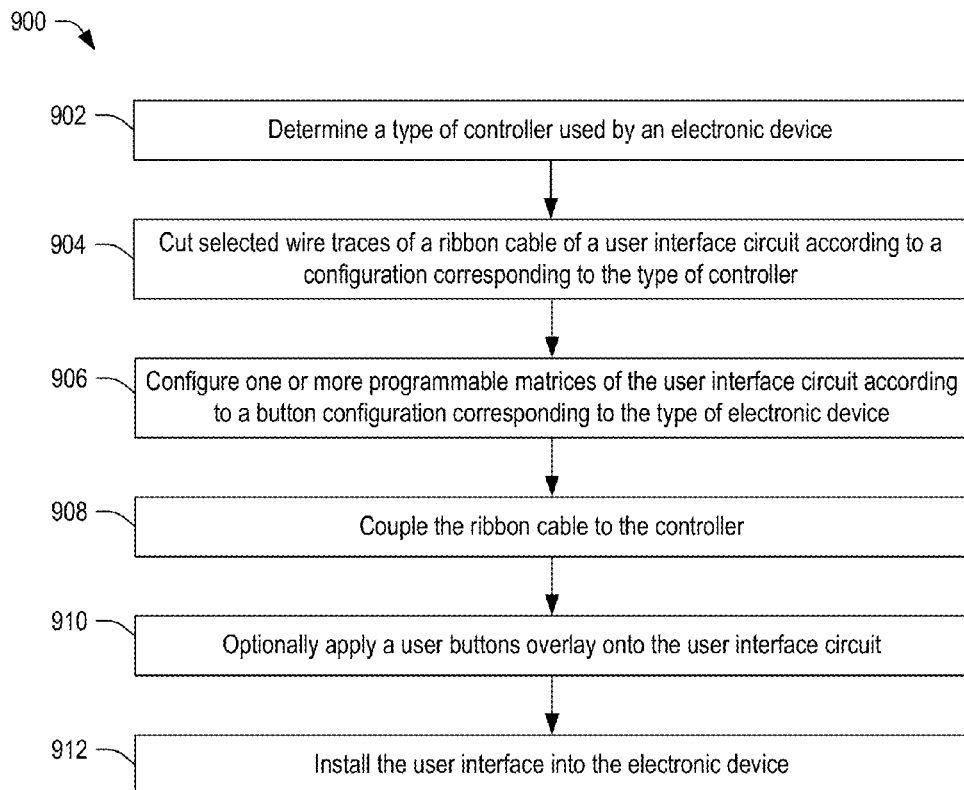 900
902
Determine a type of controller used by an electronic device
904
Cut selected wire traces of a ribbon cable of a user interface circuit according to a
configuration corresponding to the type of controller
906
Configure one or more programmable matrices of the user interface circuit according
to a button configuration corresponding to the type of electronic device
908
Couple the ribbon cable to the controller
910
Optionally apply a user buttons overlay onto the user interface circuit
912
Install the user interface into the electronic device